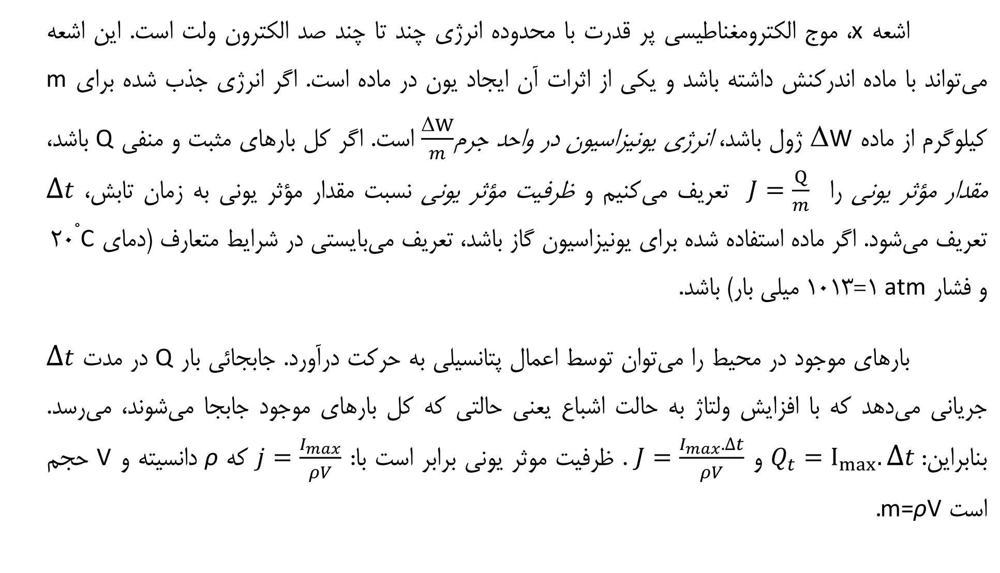 اشعه x، موج الکترومغناطیسی پر قدرت با محدوده انرژی چند تا چند صد الکترون ولت است. این اشعه
می‌تواند با ماده اندرکنش داشته باشد و یکی از اثرات آن ایجاد یون در ماده است. اگر انرژی جذب شده برای m
کیلوگرم از ماده ΔW ژول باشد، انرژی یونیزاسیون در واحد جرم $\frac{\Delta W}{m}$ است. اگر کل بارهای مثبت و منفی Q باشد،
مقدار مؤثر یونی را $J = \frac{Q}{m}$ تعریف می‌کنیم و ظرفیت مؤثر یونی نسبت مقدار مؤثر یونی به زمان تابش، Δt
تعریف می‌شود. اگر ماده استفاده شده برای یونیزاسیون گاز باشد، تعریف می‌بایستی در شرایط متعارف (دمای ۲۰°C
و فشار ۱ atm=۱۰۱۳ میلی بار) باشد.
بارهای موجود در محیط را می‌توان توسط اعمال پتانسیلی به حرکت درآورد. جابجائی بار Q در مدت Δt
جریانی می‌دهد که با افزایش ولتاژ به حالت اشباع یعنی حالتی که کل بارهای موجود جابجا می‌شوند، می‌رسد.
بنابراین: $Q_t = I_{max}.\Delta t$ و $J = \frac{I_{max}.\Delta t}{\rho V}$ . ظرفیت موثر یونی برابر است با: $j = \frac{I_{max}}{\rho V}$ که ρ دانسیته و V حجم
است m=ρV.